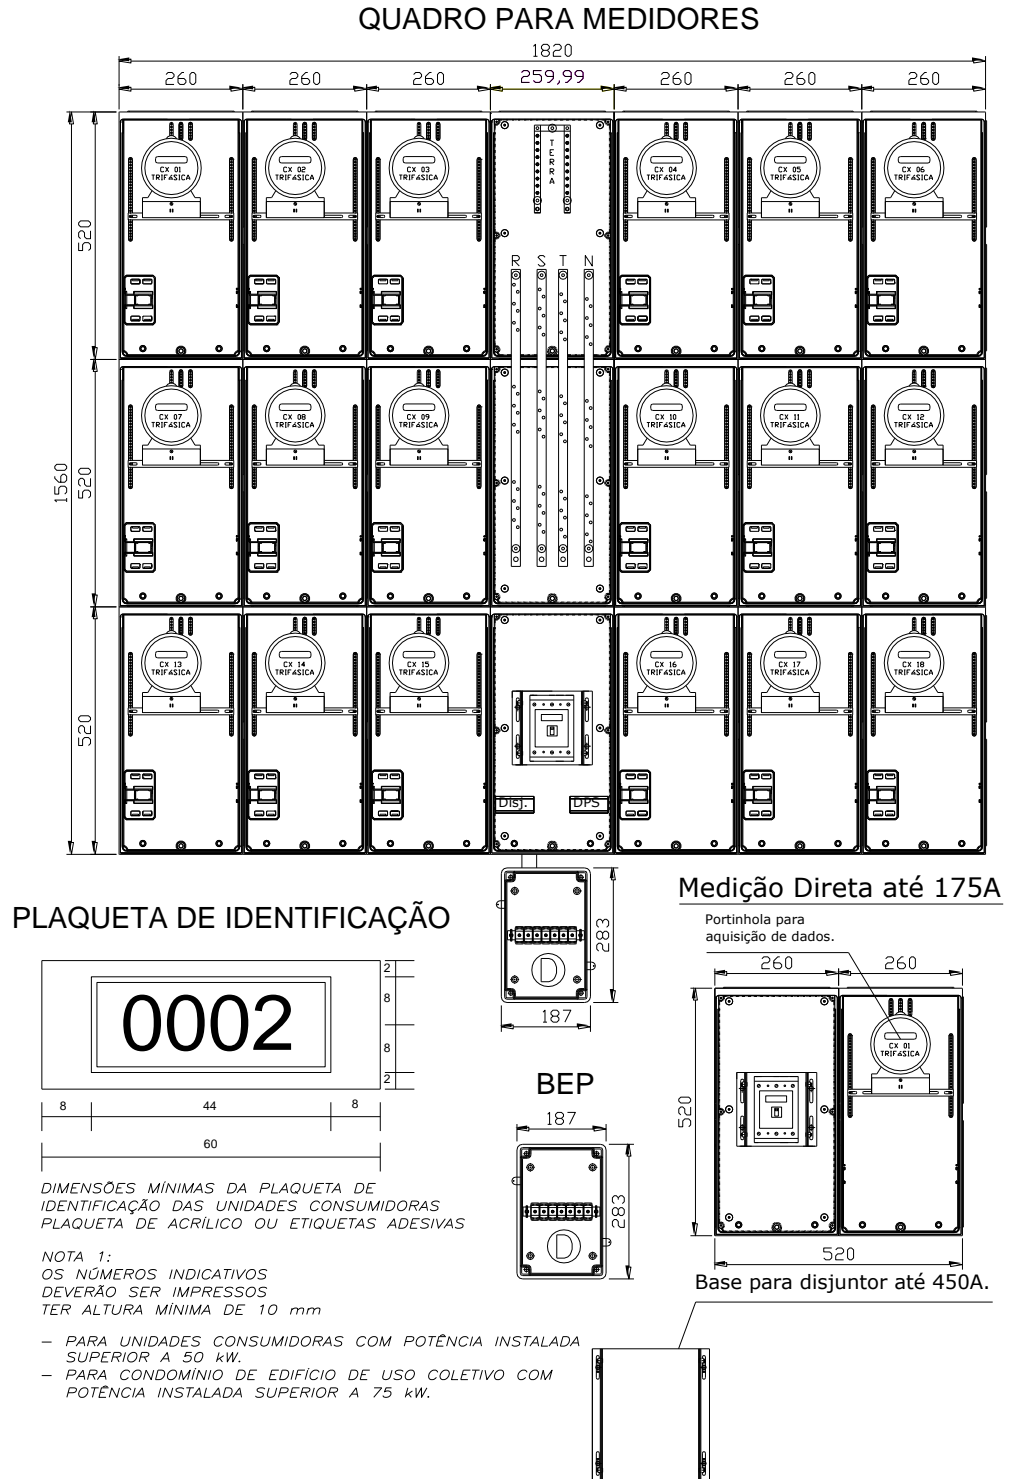 QUADRO PARA MEDIDORES
1820
260 260 260 259,99 260 260 260
CX 01 TRIFÁSICA
CX 02 TRIFÁSICA
CX 03 TRIFÁSICA
TERRA
CX 04 TRIFÁSICA
CX 05 TRIFÁSICA
CX 06 TRIFÁSICA
520
R S T N
1560
520
CX 07 TRIFÁSICA
CX 08 TRIFÁSICA
CX 09 TRIFÁSICA
CX 10 TRIFÁSICA
CX 11 TRIFÁSICA
CX 12 TRIFÁSICA
520
CX 13 TRIFÁSICA
CX 14 TRIFÁSICA
CX 15 TRIFÁSICA
CX 16 TRIFÁSICA
CX 17 TRIFÁSICA
CX 18 TRIFÁSICA
Disj. DPS
283
D
187
PLAQUETA DE IDENTIFICAÇÃO
0002
2
8
8
2
8 44 8
60
DIMENSÕES MÍNIMAS DA PLAQUETA DE
IDENTIFICAÇÃO DAS UNIDADES CONSUMIDORAS
PLAQUETA DE ACRÍLICO OU ETIQUETAS ADESIVAS
NOTA 1:
OS NÚMEROS INDICATIVOS
DEVERÃO SER IMPRESSOS
TER ALTURA MÍNIMA DE 10 mm
– PARA UNIDADES CONSUMIDORAS COM POTÊNCIA INSTALADA
SUPERIOR A 50 kW.
– PARA CONDOMÍNIO DE EDIFÍCIO DE USO COLETIVO COM
POTÊNCIA INSTALADA SUPERIOR A 75 kW.
BEP
187
283
D
Medição Direta até 175A
Portinhola para
aquisição de dados.
260 260
CX 01
TRIFÁSICA
520
520
Base para disjuntor até 450A.